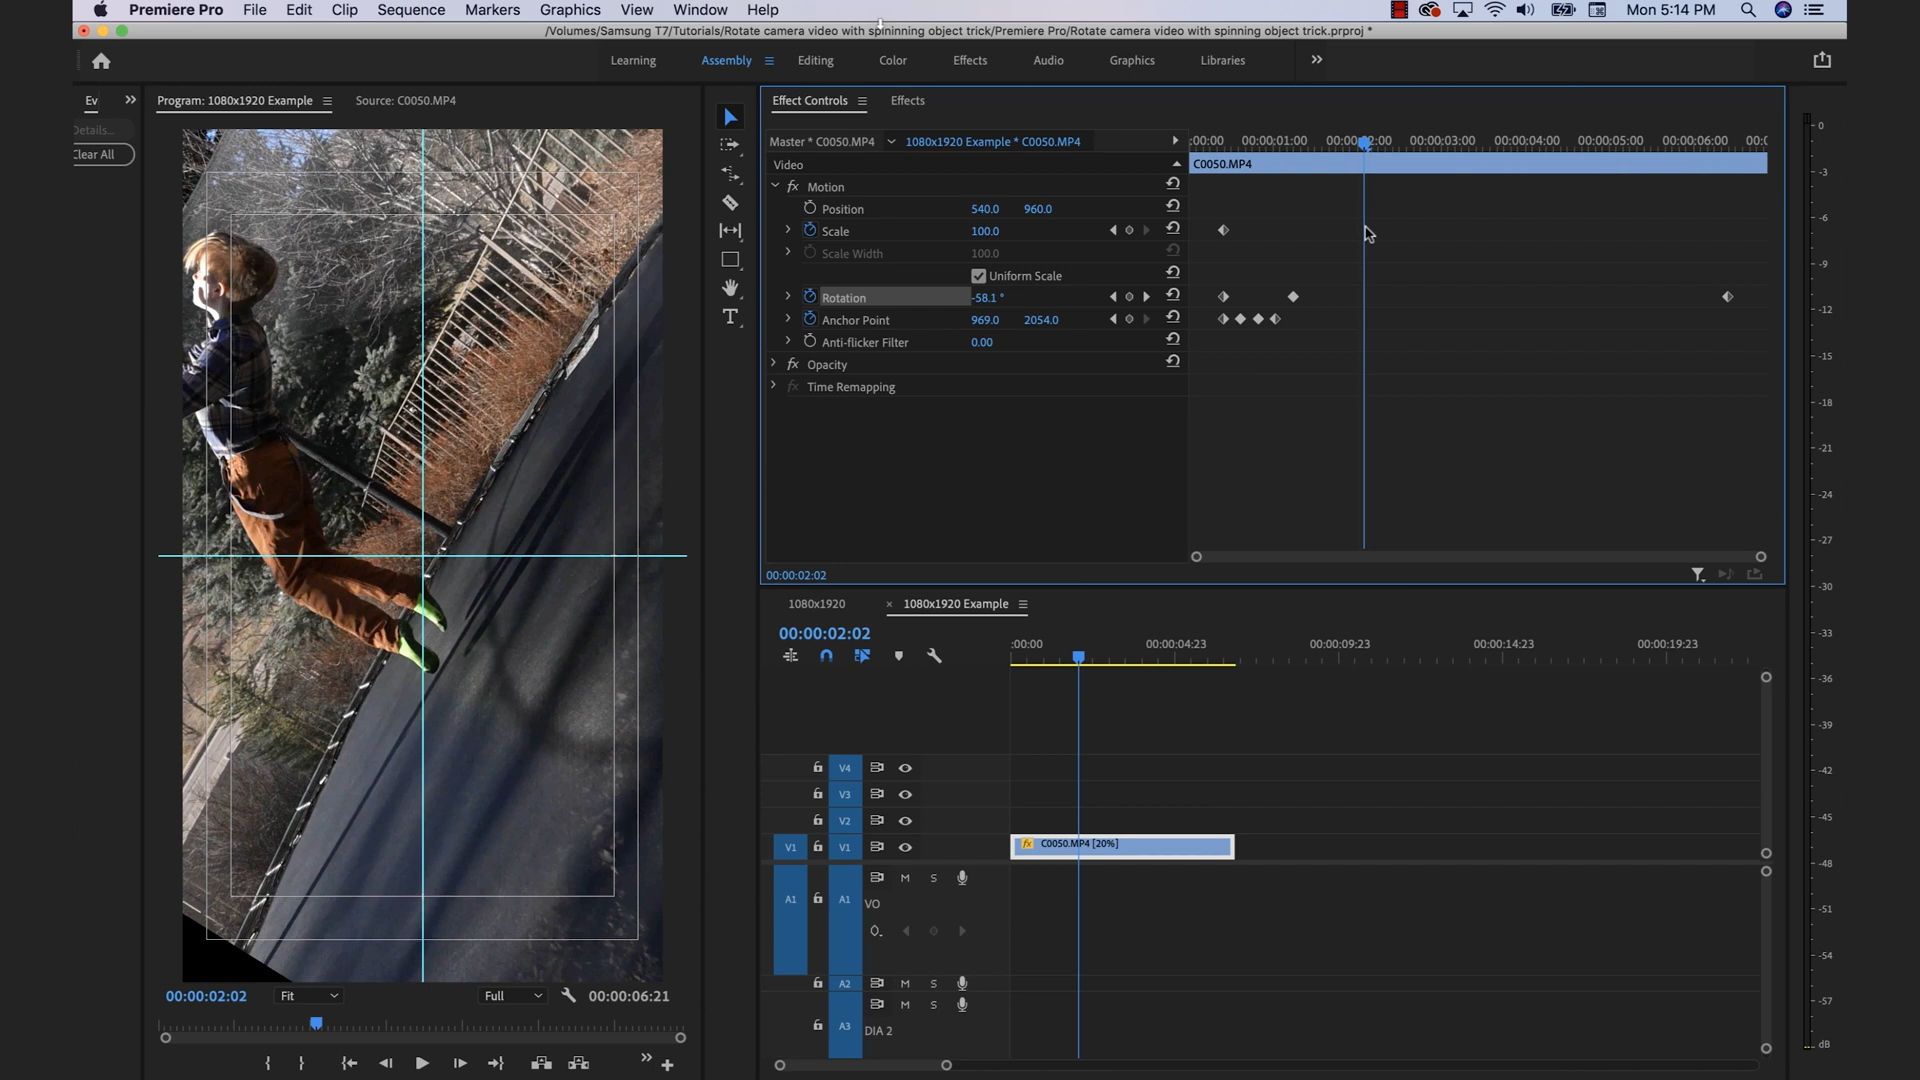 Premiere Pro File Edit Clip Sequence Markers Graphics View Window Help Mon 5:14 PM
/Volumes/Samsung T7/Tutorials/Rotate camera video with spininning object trick/Premiere Pro/Rotate camera video with spinning object trick.prproj *
Learning Assembly Editing Color Effects Audio Graphics Libraries
Ev
Details...
Clear All
Program: 1080x1920 Example Source: C0050.MP4
00:00:02:02 Fit Full 00:00:06:21
T
Effect Controls Effects
Master * C0050.MP4 1080x1920 Example * C0050.MP4
:00:00 00:00:01:00 00:00:02:00 00:00:03:00 00:00:04:00 00:00:05:00 00:00:06:00 00:0
Video
C0050.MP4
fx Motion
Position 540.0 960.0
Scale 100.0
Scale Width 100.0
Uniform Scale
Rotation -58.1 °
Anchor Point 969.0 2054.0
Anti-flicker Filter 0.00
fx Opacity
fx Time Remapping
00:00:02:02
1080x1920 × 1080x1920 Example
00:00:02:02
:00:00 00:00:04:23 00:00:09:23 00:00:14:23 00:00:19:23
V4
V3
V2
V1 V1
fx C0050.MP4 [20%]
A1 A1 M S
VO
A2 M S
A3 M S
DIA 2
0
-3
-6
-9
-12
-15
-18
-21
-24
-27
-30
-33
-36
-39
-42
-45
-48
-51
-54
-57
dB